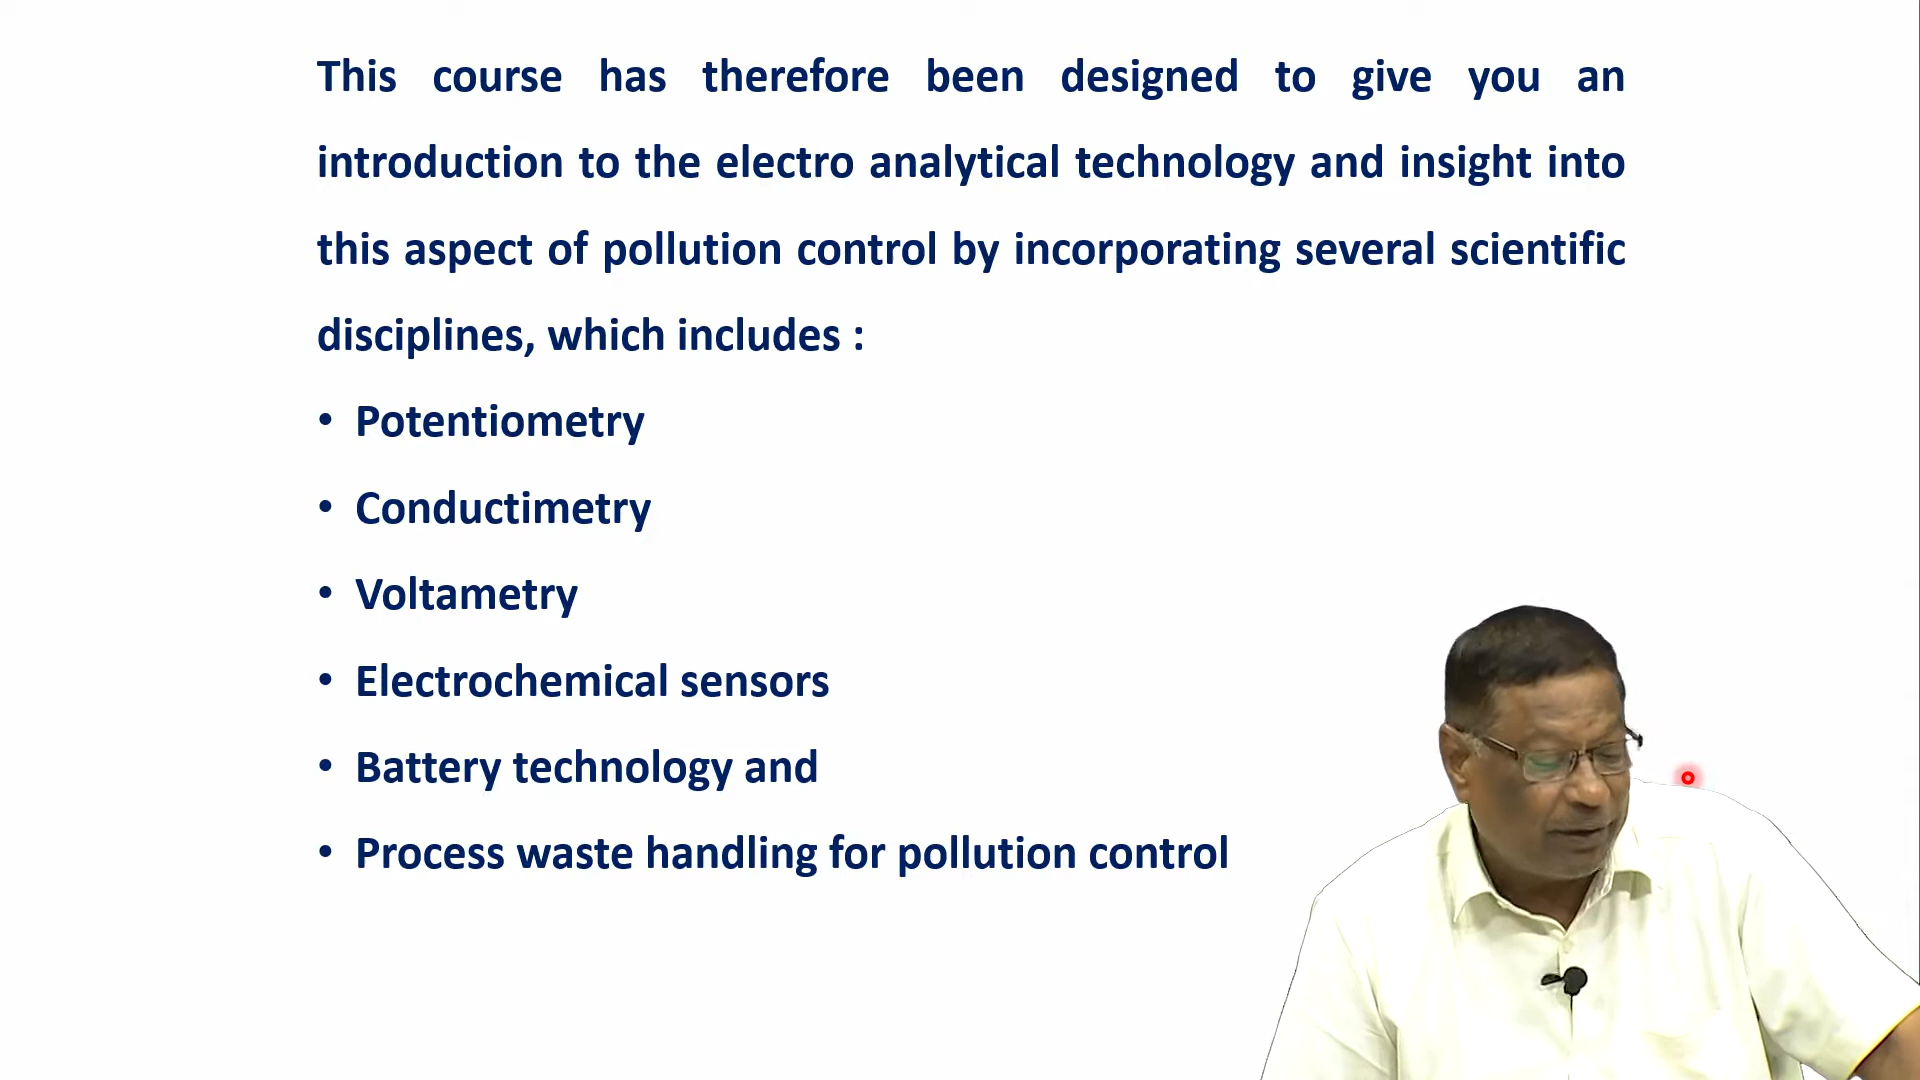 This course has therefore been designed to give you an
introduction to the electro analytical technology and insight into
this aspect of pollution control by incorporating several scientific
disciplines, which includes :
• Potentiometry
• Conductimetry
• Voltametry
• Electrochemical sensors
• Battery technology and
• Process waste handling for pollution control